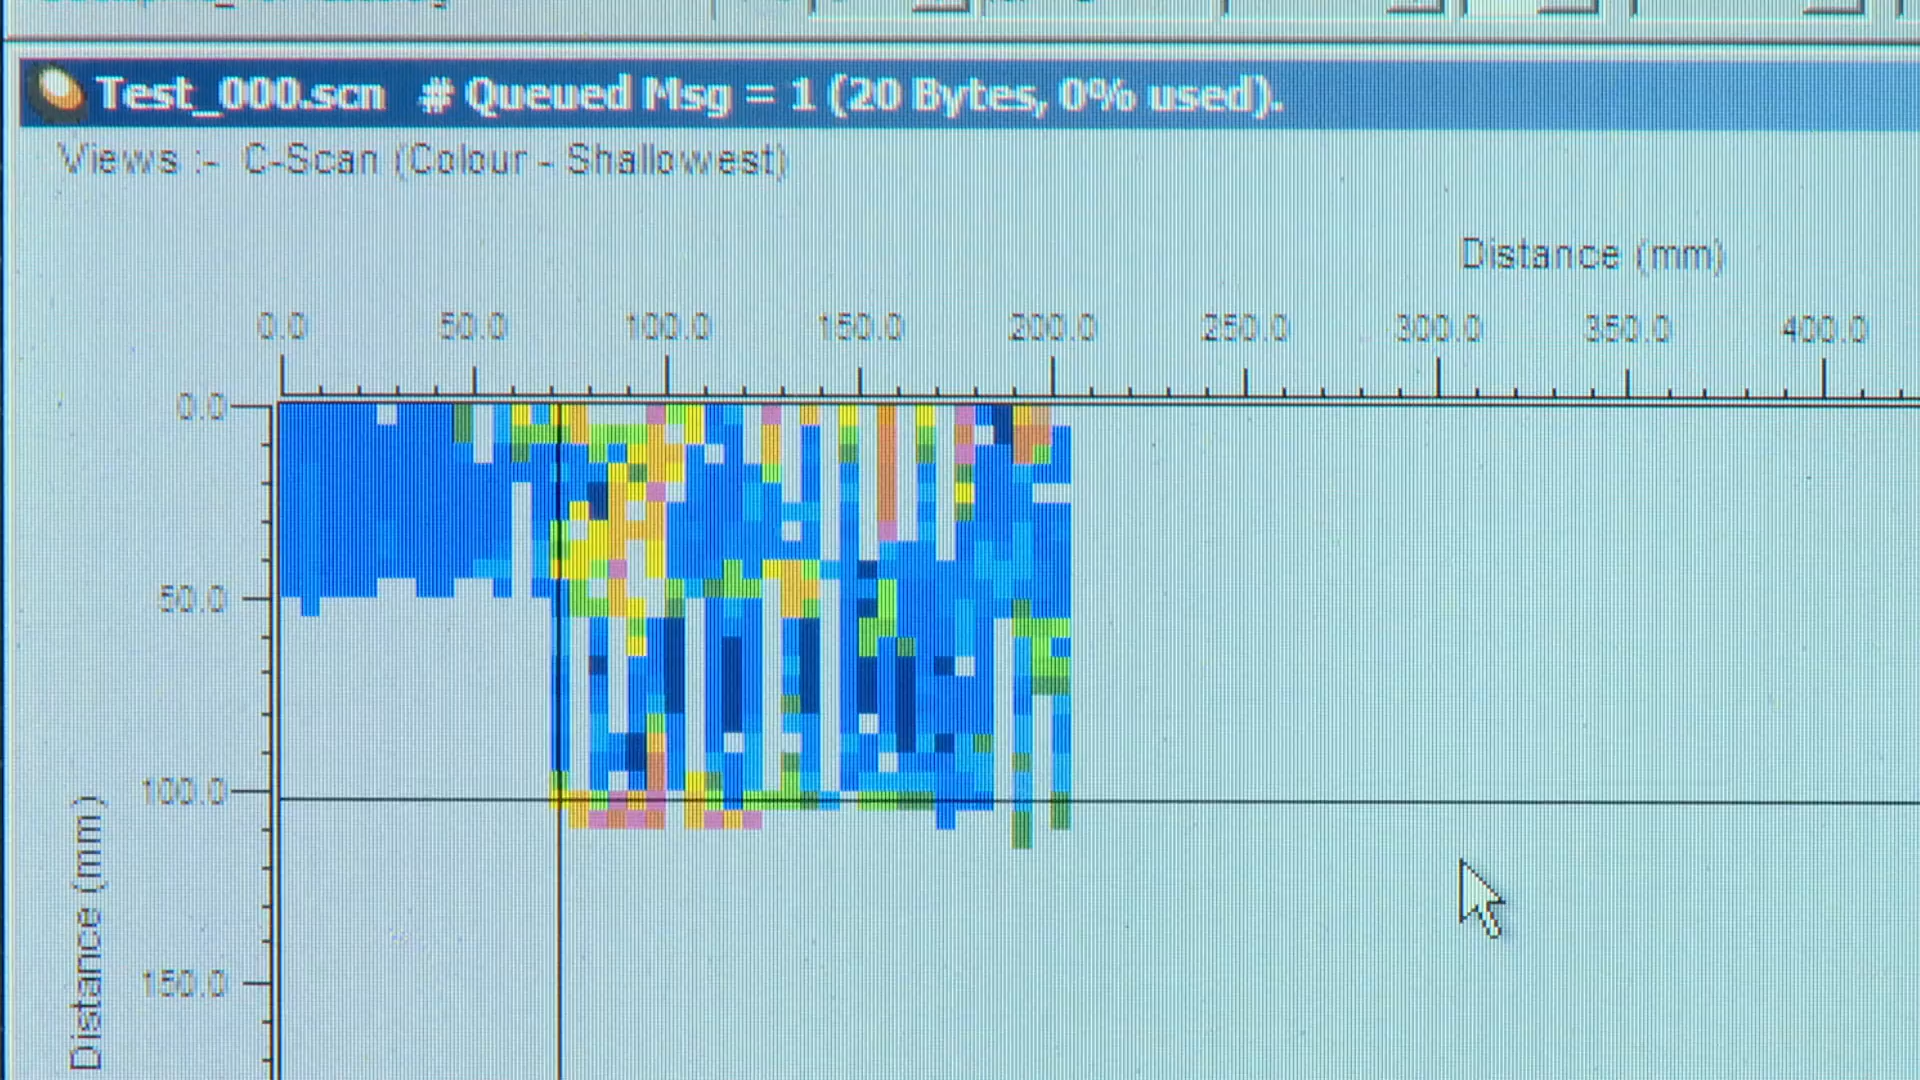 Test_000.scn # Queued Msg = 1 (20 Bytes, 0% used).
Views :- C-Scan (Colour - Shallowest)
Distance (mm)
0.0 50.0 100.0 150.0 200.0 250.0 300.0 350.0 400.0
0.0
50.0
100.0
150.0
Distance (mm)